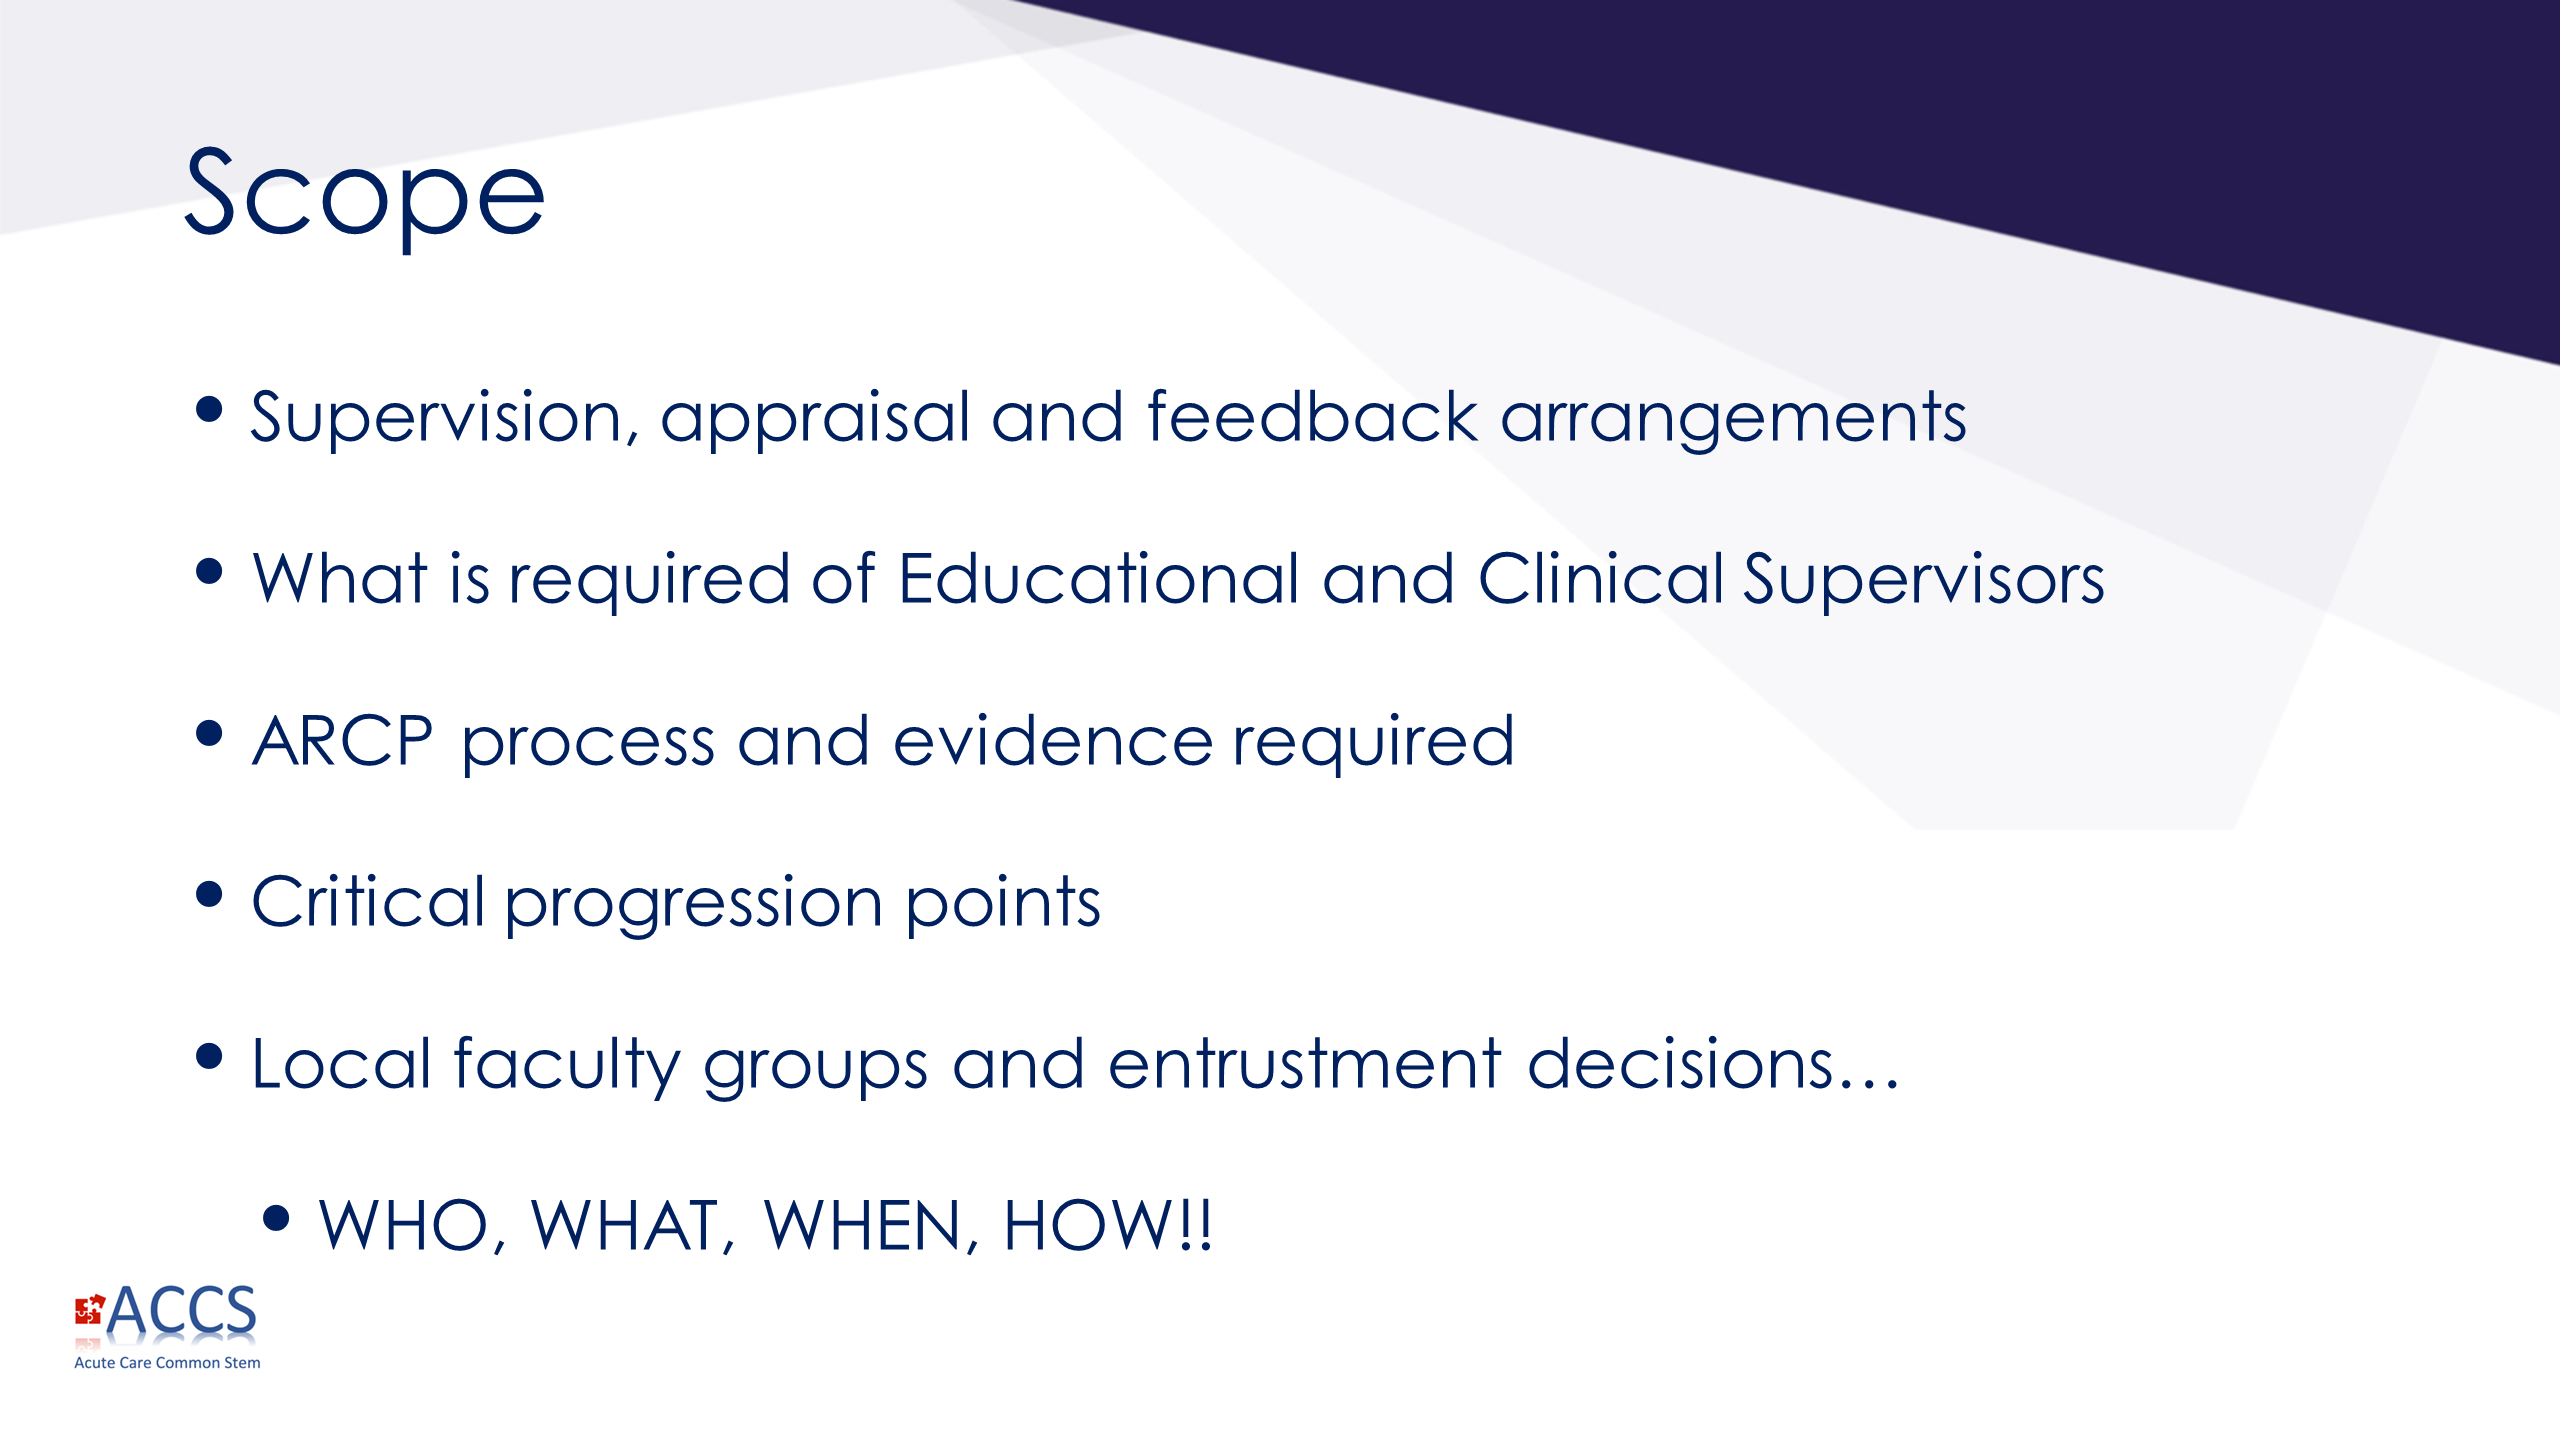 Scope
• Supervision, appraisal and feedback arrangements
• What is required of Educational and Clinical Supervisors
• ARCP process and evidence required
• Critical progression points
• Local faculty groups and entrustment decisions…
• WHO, WHAT, WHEN, HOW!!
ACCS
Acute Care Common Stem